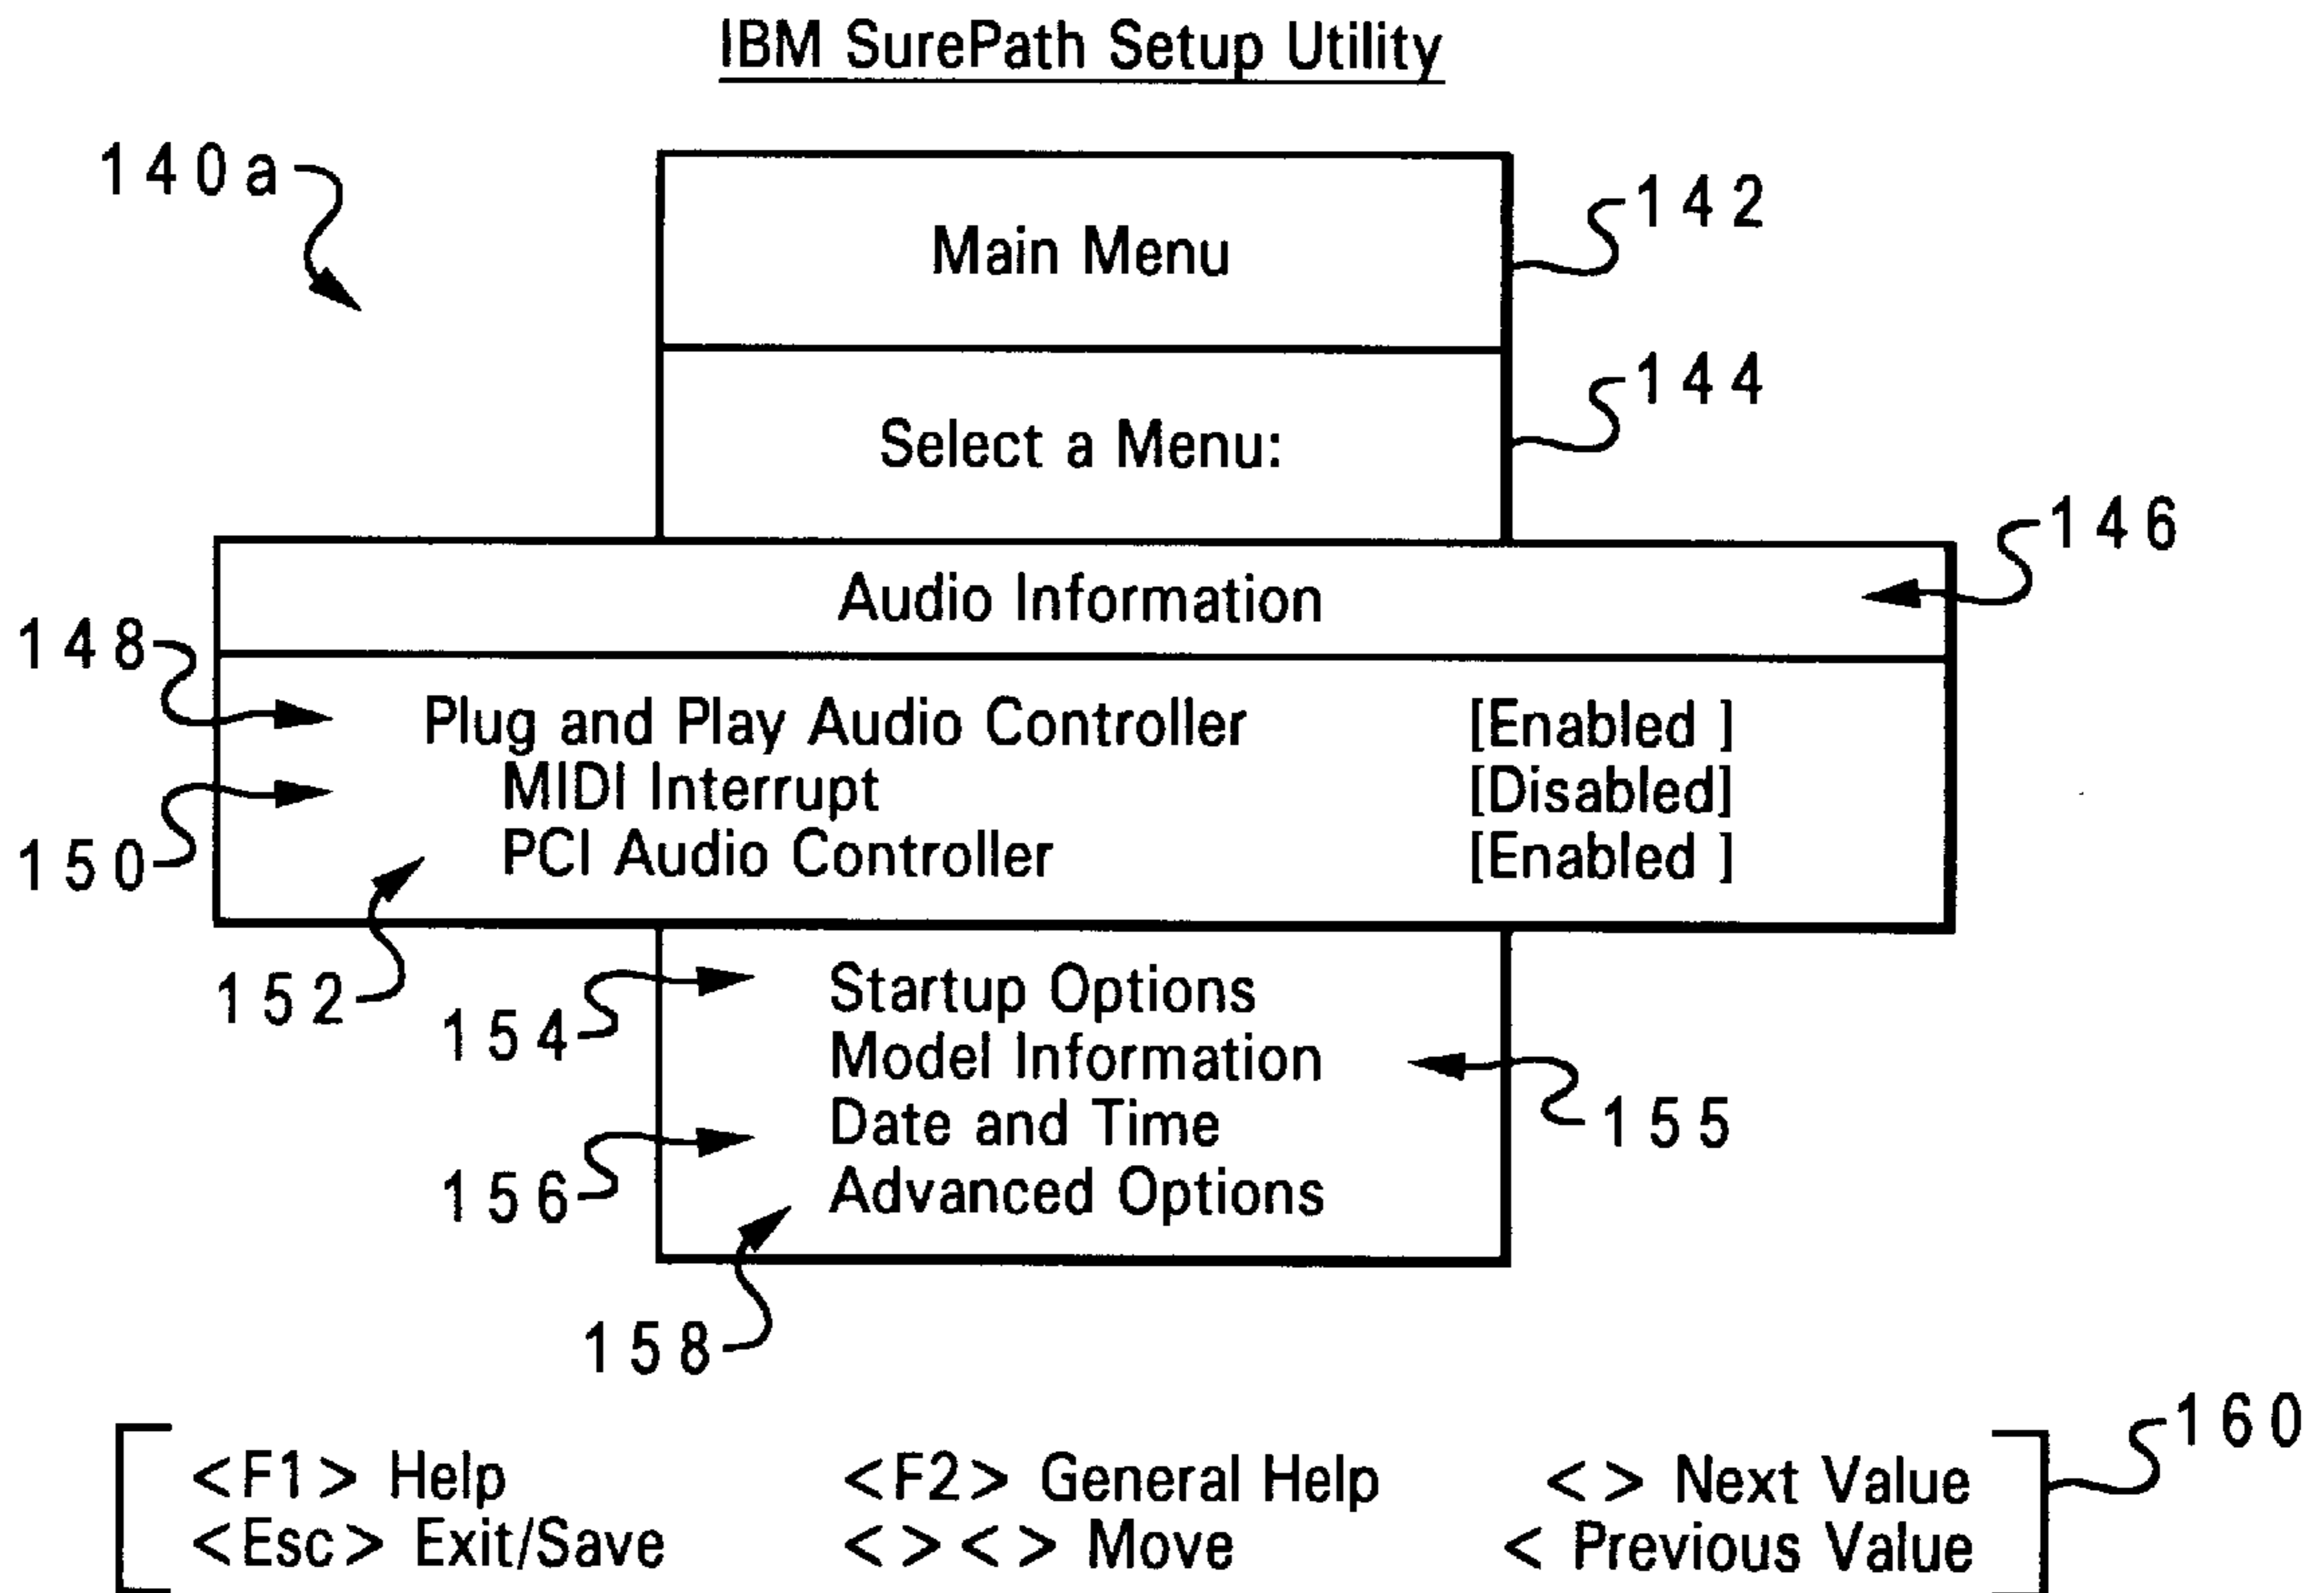 IBM SurePath Setup Utility
140a
Main Menu
142
Select a Menu:
144
146
Audio Information
148
Plug and Play Audio Controller [Enabled ]
MIDI Interrupt [Disabled]
150
PCI Audio Controller [Enabled ]
152
154
Startup Options
Model Information
155
Date and Time
156
Advanced Options
158
160
<F1> Help <F2> General Help <> Next Value
<Esc> Exit/Save <><> Move < Previous Value